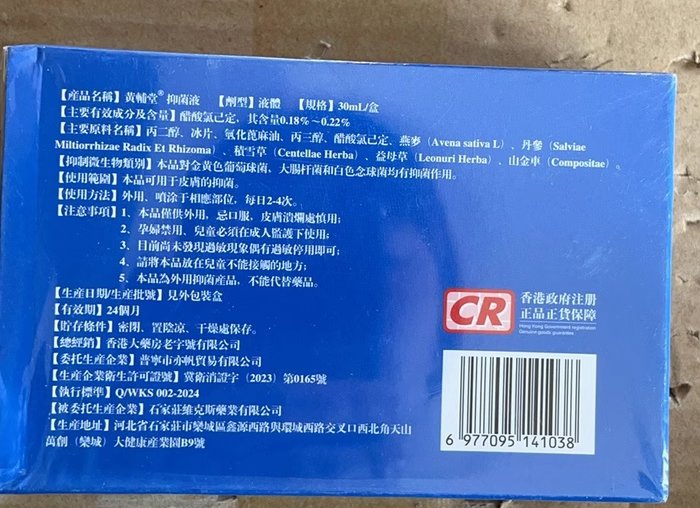 【産品名稱】黃輔堂® 抑菌液 【劑型】液體 【規格】30mL/盒
【主要有效成分及含量】醋酸氯己定，其含量0.18%～0.22%
【主要原料名稱】丙二醇、冰片、氫化蓖麻油、丙三醇、醋酸氯己定、燕麥（Avena sativa L）、丹參（Salviae
Miltiorrhizae Radix Et Rhizoma）、積雪草（Centellae Herba）、益母草（Leonuri Herba）、山金車（Compositae）。
【抑制微生物類别】本品對金黃色葡萄球菌、大腸杆菌和白色念球菌均有抑菌作用。
【使用範圍】本品可用于皮膚的抑菌。
【使用方法】外用、噴涂于相應部位，每日2-4次。
【注意事項】1、本品僅供外用，忌口服，皮膚潰爛處慎用；
2、孕婦禁用、兒童必須在成人監護下使用；
3、目前尚未發現過敏現象偶有過敏停用即可；
4、請將本品放在兒童不能接觸的地方；
5、本品為外用抑菌産品，不能代替藥品。
【生産日期/生産批號】見外包裝盒
【有效期】24個月
【貯存條件】密閉、置陰凉、干燥處保存。
【總經銷】香港大藥房老字號有限公司
【委托生産企業】普寧市亦帆貿易有限公司
【生産企業衛生許可證號】冀衛消證字（2023）第0165號
【執行標準】Q/WKS 002-2024
【被委托生産企業】石家莊維克斯藥業有限公司
【生産地址】河北省石家莊市欒城區鑫源西路與環城西路交叉口西北角天山
萬創（欒城）大健康産業園B9號
CR
香港政府注册
正品正貨保障
Hong Kong Government registration
Genuine goods guarantee
6 977095 141038